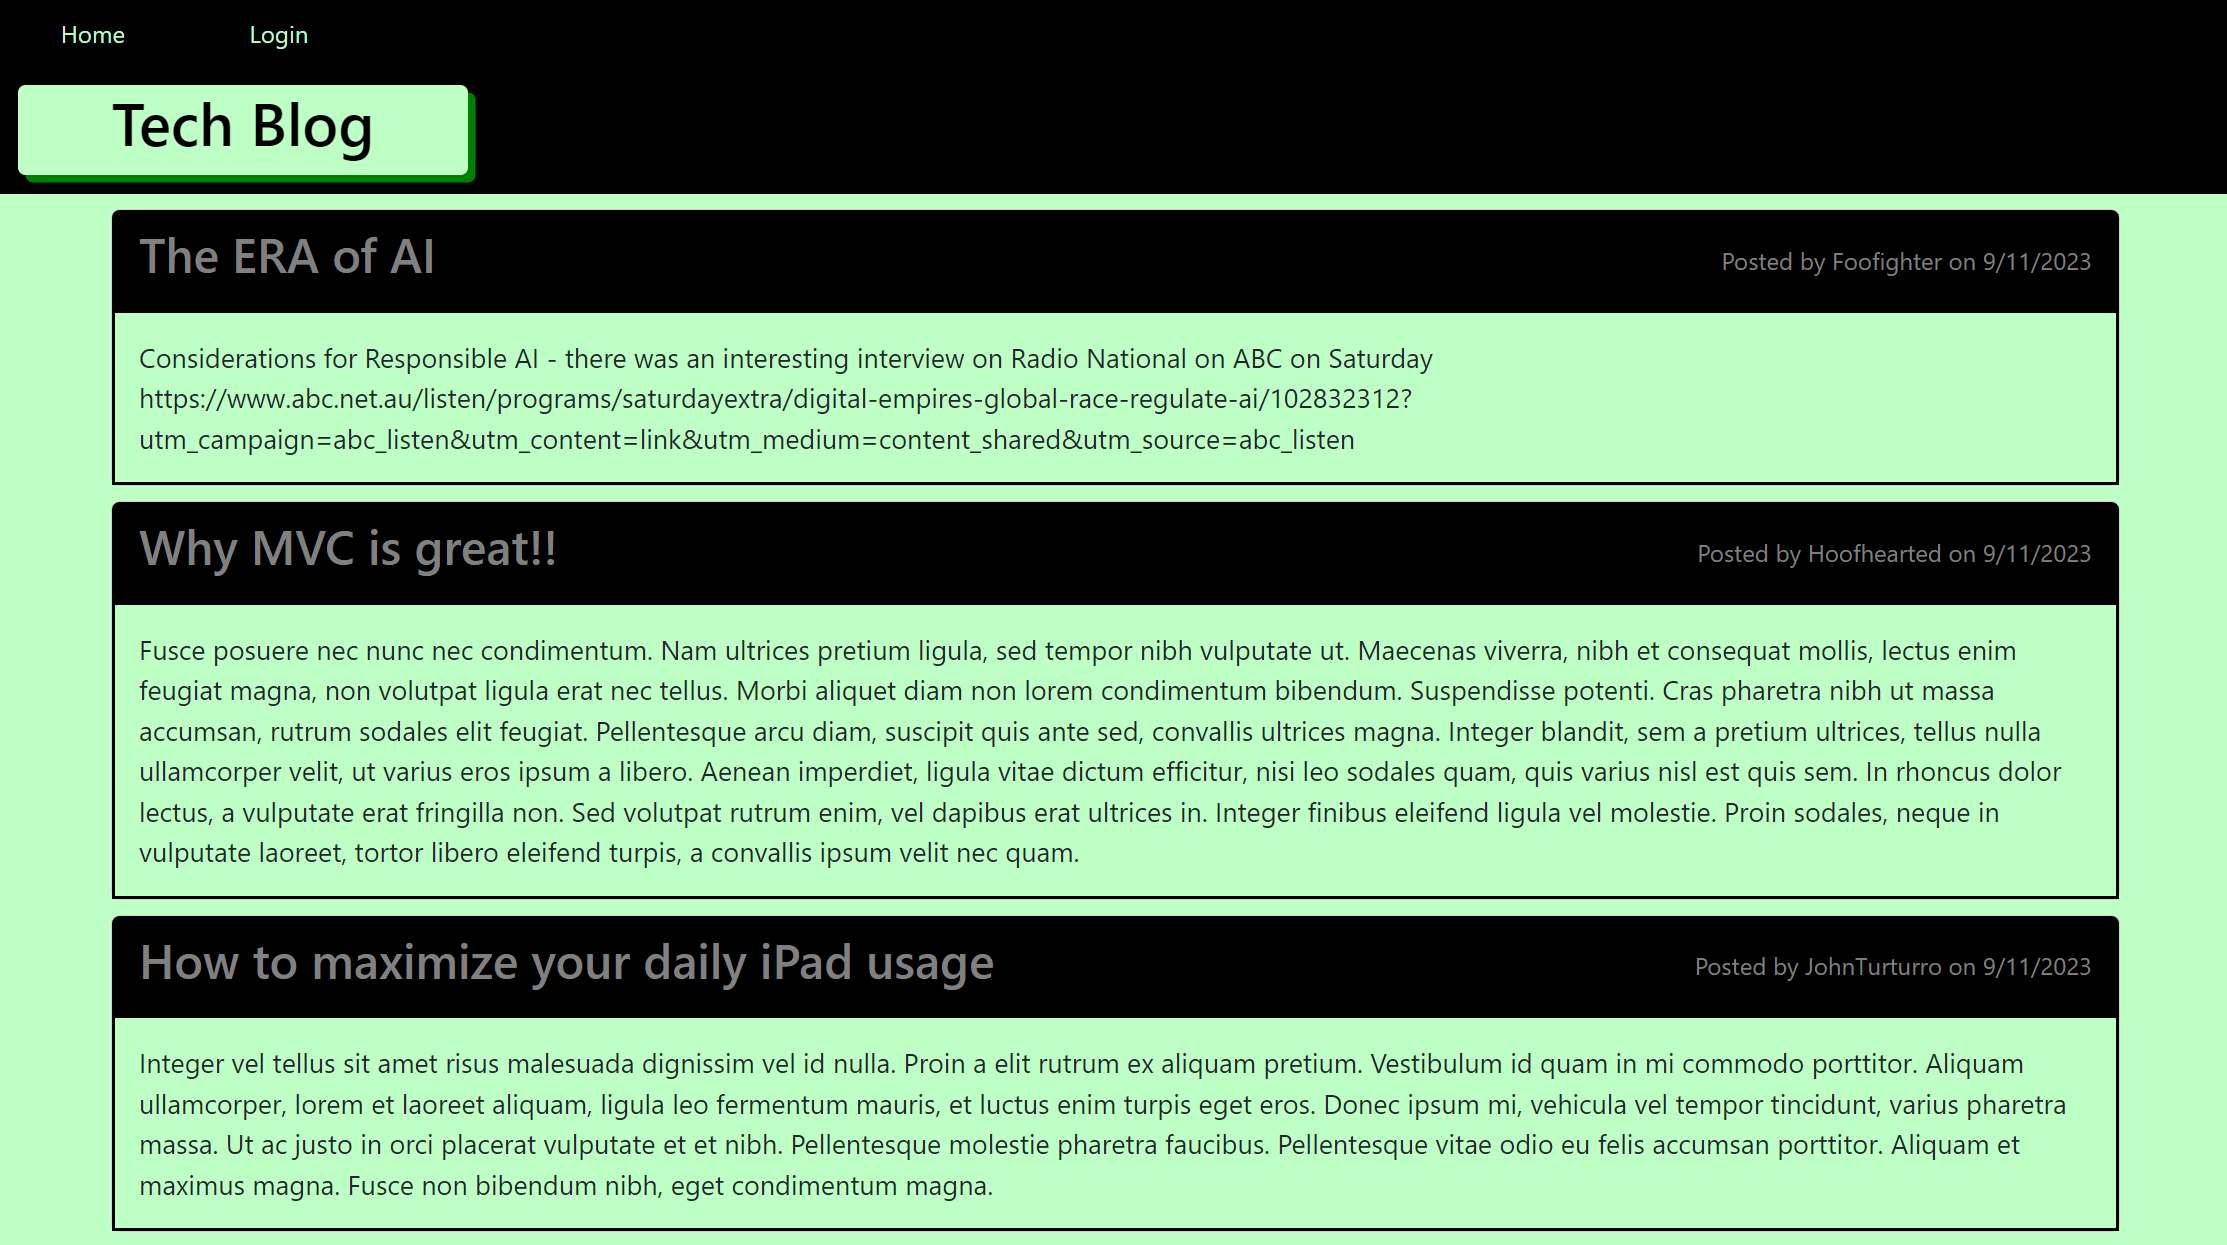 Home Login
Tech Blog
The ERA of AI
Posted by Foofighter on 9/11/2023
Considerations for Responsible AI - there was an interesting interview on Radio National on ABC on Saturday
https://www.abc.net.au/listen/programs/saturdayextra/digital-empires-global-race-regulate-ai/102832312?
utm_campaign=abc_listen&utm_content=link&utm_medium=content_shared&utm_source=abc_listen
Why MVC is great!!
Posted by Hoofhearted on 9/11/2023
Fusce posuere nec nunc nec condimentum. Nam ultrices pretium ligula, sed tempor nibh vulputate ut. Maecenas viverra, nibh et consequat mollis, lectus enim
feugiat magna, non volutpat ligula erat nec tellus. Morbi aliquet diam non lorem condimentum bibendum. Suspendisse potenti. Cras pharetra nibh ut massa
accumsan, rutrum sodales elit feugiat. Pellentesque arcu diam, suscipit quis ante sed, convallis ultrices magna. Integer blandit, sem a pretium ultrices, tellus nulla
ullamcorper velit, ut varius eros ipsum a libero. Aenean imperdiet, ligula vitae dictum efficitur, nisi leo sodales quam, quis varius nisl est quis sem. In rhoncus dolor
lectus, a vulputate erat fringilla non. Sed volutpat rutrum enim, vel dapibus erat ultrices in. Integer finibus eleifend ligula vel molestie. Proin sodales, neque in
vulputate laoreet, tortor libero eleifend turpis, a convallis ipsum velit nec quam.
How to maximize your daily iPad usage
Posted by JohnTurturro on 9/11/2023
Integer vel tellus sit amet risus malesuada dignissim vel id nulla. Proin a elit rutrum ex aliquam pretium. Vestibulum id quam in mi commodo porttitor. Aliquam
ullamcorper, lorem et laoreet aliquam, ligula leo fermentum mauris, et luctus enim turpis eget eros. Donec ipsum mi, vehicula vel tempor tincidunt, varius pharetra
massa. Ut ac justo in orci placerat vulputate et et nibh. Pellentesque molestie pharetra faucibus. Pellentesque vitae odio eu felis accumsan porttitor. Aliquam et
maximus magna. Fusce non bibendum nibh, eget condimentum magna.